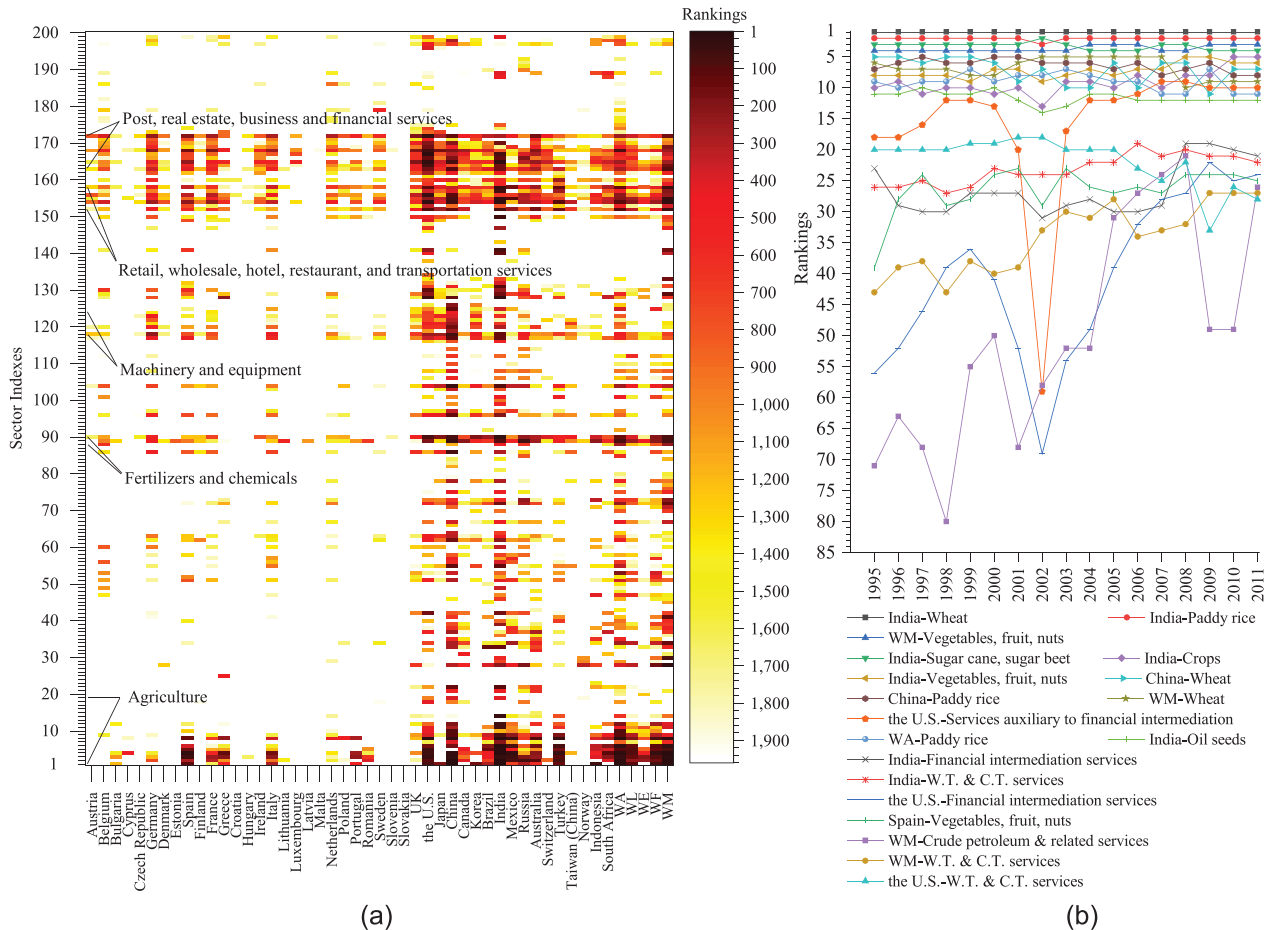 Rankings
200
190
180
170
160
150
140
130
120
110
100
90
80
70
60
50
40
30
20
10
1
Sector Indexes
Post, real estate, business and financial services
Retail, wholesale, hotel, restaurant, and transportation services
Machinery and equipment
Fertilizers and chemicals
Agriculture
Austria
Belgium
Bulgaria
Cyprus
Czech Republic
Germany
Denmark
Estonia
Spain
Finland
France
Greece
Croatia
Hungary
Ireland
Italy
Lithuania
Luxembourg
Latvia
Malta
Netherlands
Poland
Portugal
Romania
Sweden
Slovenia
Slovakia
UK
the U.S.
Japan
China
Canada
Korea
Brazil
India
Mexico
Russia
Australia
Switzerland
Turkey
Taiwan (China)
Norway
Indonesia
South Africa
WA
WL
WE
WF
WM
1
100
200
300
400
500
600
700
800
900
1,000
1,100
1,200
1,300
1,400
1,500
1,600
1,700
1,800
1,900
(a)
Rankings
1
5
10
15
20
25
30
35
40
45
50
55
60
65
70
75
80
85
1995
1996
1997
1998
1999
2000
2001
2002
2003
2004
2005
2006
2007
2008
2009
2010
2011
India-Wheat India-Paddy rice
WM-Vegetables, fruit, nuts
India-Sugar cane, sugar beet India-Crops
India-Vegetables, fruit, nuts China-Wheat
China-Paddy rice WM-Wheat
the U.S.-Services auxiliary to financial intermediation
WA-Paddy rice India-Oil seeds
India-Financial intermediation services
India-W.T. & C.T. services
the U.S.-Financial intermediation services
Spain-Vegetables, fruit, nuts
WM-Crude petroleum & related services
WM-W.T. & C.T. services
the U.S.-W.T. & C.T. services
(b)